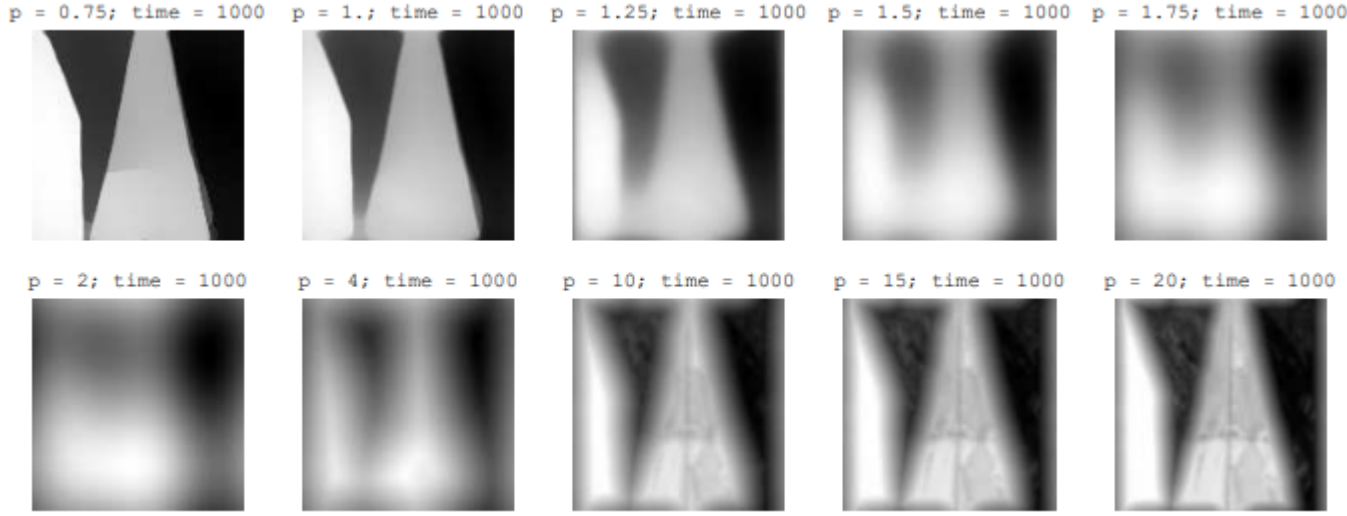 p = 0.75; time = 1000 p = 1.; time = 1000 p = 1.25; time = 1000 p = 1.5; time = 1000 p = 1.75; time = 1000
p = 2; time = 1000 p = 4; time = 1000 p = 10; time = 1000 p = 15; time = 1000 p = 20; time = 1000